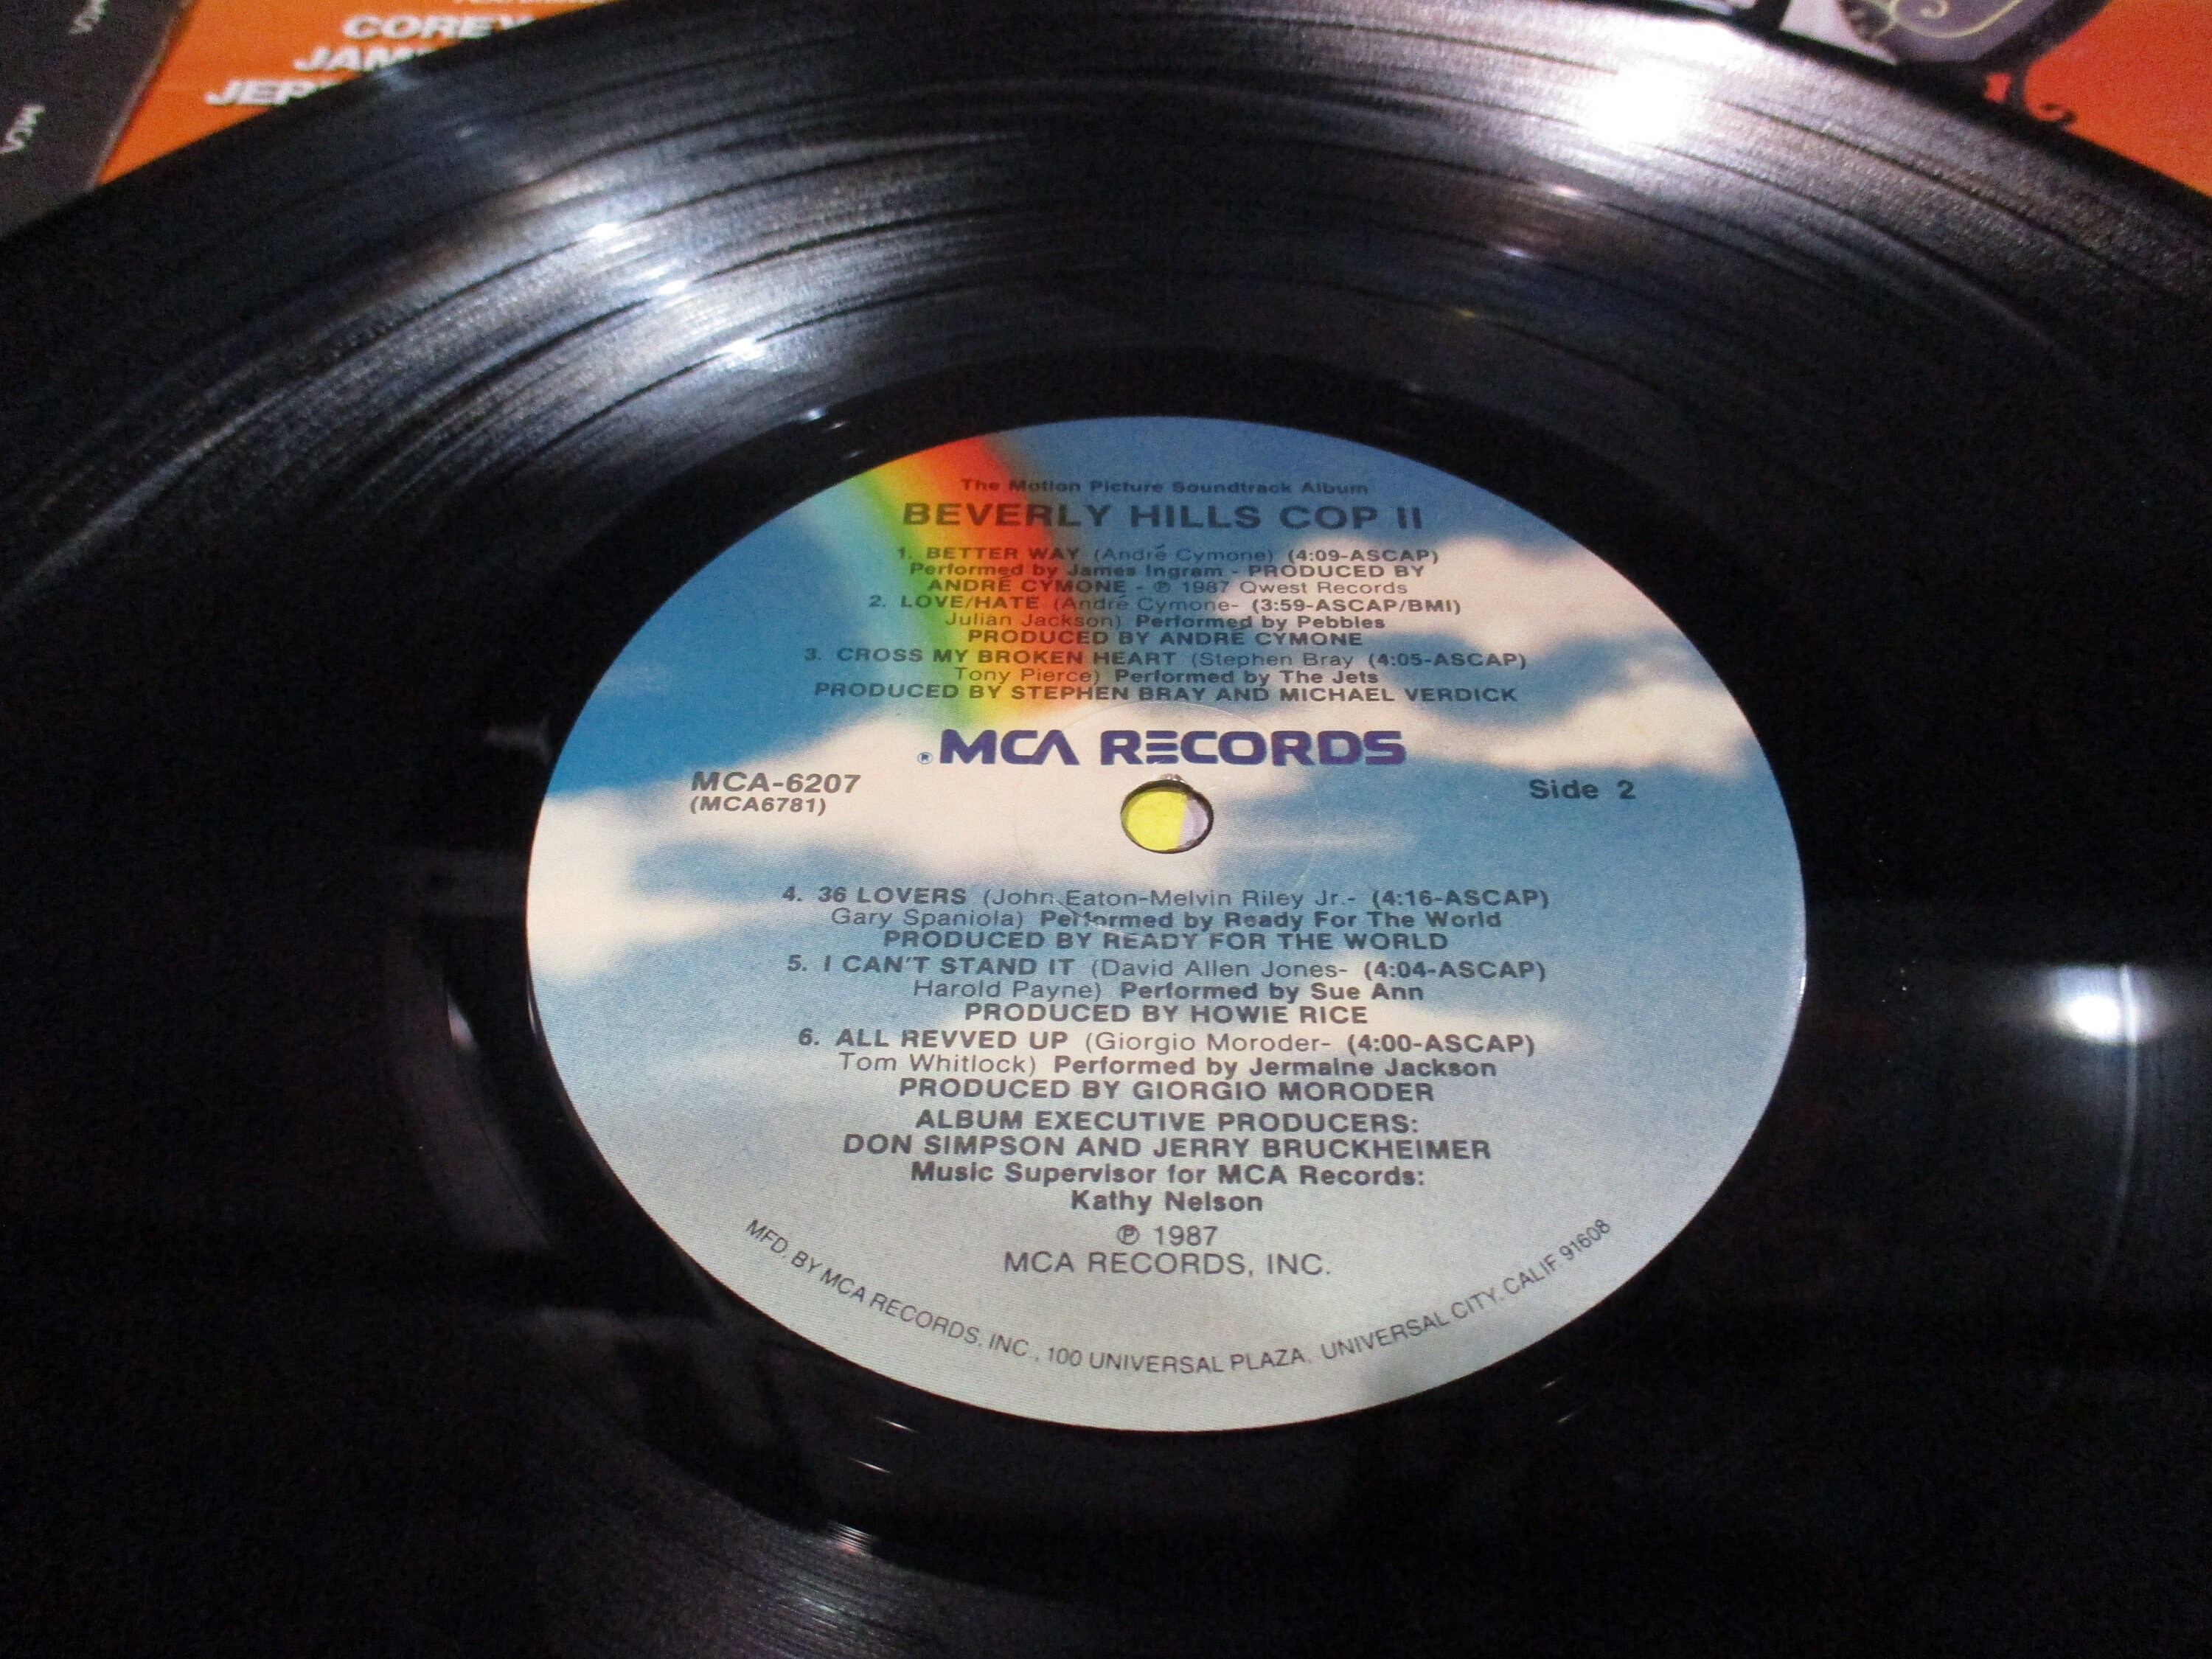 COREY
JAM
JER
MCA
The Motion Picture Soundtrack Album
BEVERLY HILLS COP II
1. BETTER WAY (André Cymone) (4:09-ASCAP)
Performed by James Ingram - PRODUCED BY
ANDRÉ CYMONE - ℗ 1987 Qwest Records
2. LOVE/HATE (André Cymone- (3:59-ASCAP/BMI)
Julian Jackson) Performed by Pebbles
PRODUCED BY ANDRÉ CYMONE
3. CROSS MY BROKEN HEART (Stephen Bray (4:05-ASCAP)
Tony Pierce) Performed by The Jets
PRODUCED BY STEPHEN BRAY AND MICHAEL VERDICK
®MCA RECORDS
MCA-6207
(MCA6781)
Side 2
4. 36 LOVERS (John Eaton-Melvin Riley Jr.- (4:16-ASCAP)
Gary Spaniola) Performed by Ready For The World
PRODUCED BY READY FOR THE WORLD
5. I CAN'T STAND IT (David Allen Jones- (4:04-ASCAP)
Harold Payne) Performed by Sue Ann
PRODUCED BY HOWIE RICE
6. ALL REVVED UP (Giorgio Moroder- (4:00-ASCAP)
Tom Whitlock) Performed by Jermaine Jackson
PRODUCED BY GIORGIO MORODER
ALBUM EXECUTIVE PRODUCERS:
DON SIMPSON AND JERRY BRUCKHEIMER
Music Supervisor for MCA Records:
Kathy Nelson
℗ 1987
MCA RECORDS, INC.
MFD. BY MCA RECORDS, INC., 100 UNIVERSAL PLAZA, UNIVERSAL CITY, CALIF. 91608